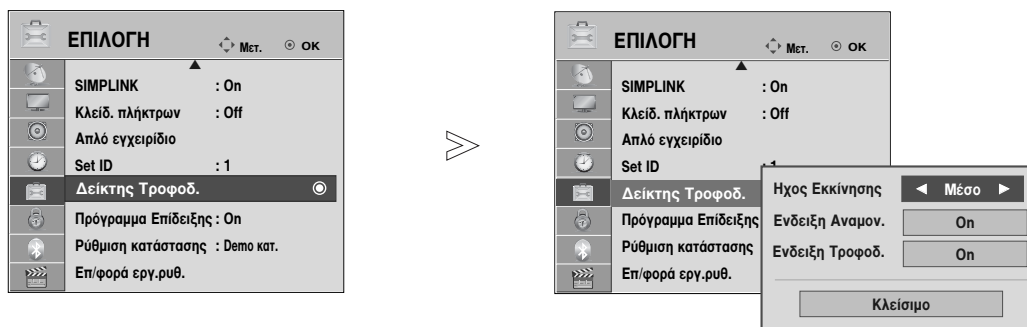 ΕΠΙΛΟΓΗ Μετ. OK
SIMPLINK : On
Κλείδ. πλήκτρων : Off
Απλό εγχειρίδιο
Set ID : 1
Δείκτης Τροφοδ.
Πρόγραμμα Επίδειξης : On
Ρύθμιση κατάστασης : Demo κατ.
Επ/φορά εργ.ρυθ.
ΕΠΙΛΟΓΗ Μετ. OK
SIMPLINK : On
Κλείδ. πλήκτρων : Off
Απλό εγχειρίδιο
Set ID : 1
Δείκτης Τροφοδ.
Πρόγραμμα Επίδειξης
Ρύθμιση κατάστασης
Επ/φορά εργ.ρυθ.
Ηχος Εκκίνησης ◄ Μέσο ►
Ενδειξη Αναμον. On
Ενδειξη Τροφοδ. On
Κλείσιμο